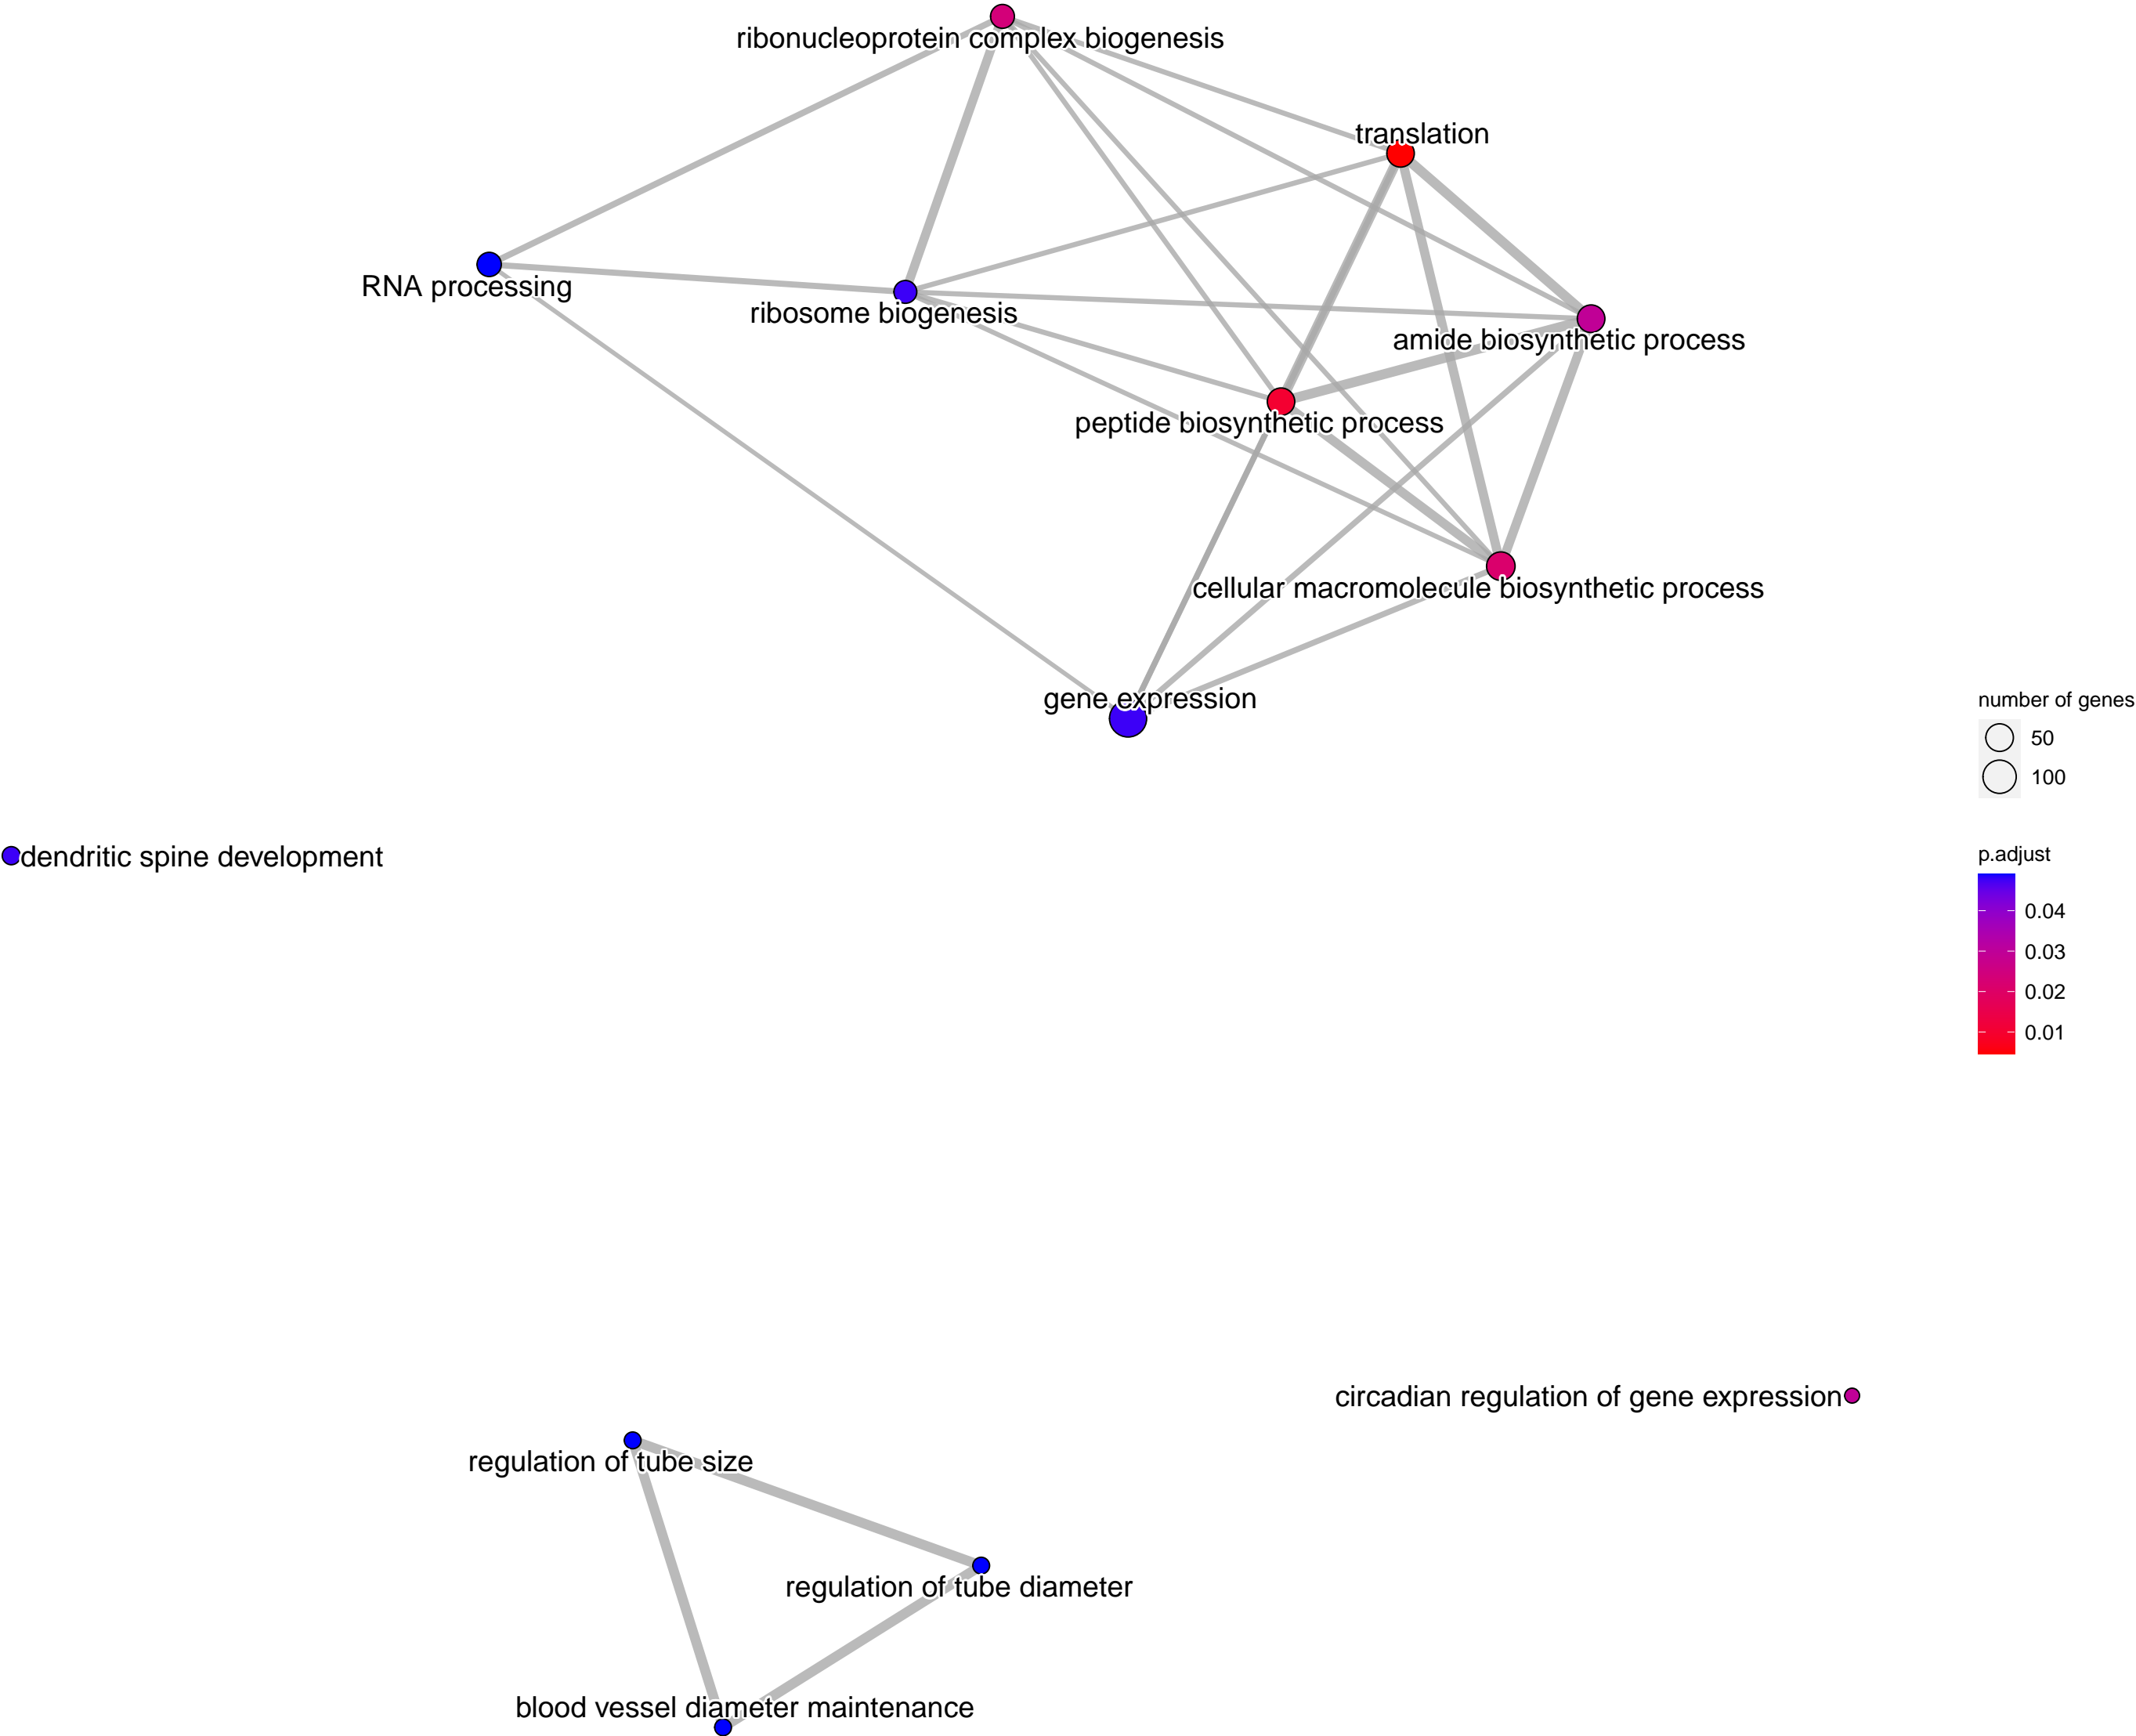 ribonucleoprotein complex biogenesis
translation
RNA processing
ribosome biogenesis
amide biosynthetic process
peptide biosynthetic process
cellular macromolecule biosynthetic process
gene expression
number of genes
50
100
dendritic spine development
p.adjust
0.04
0.03
0.02
0.01
circadian regulation of gene expression
regulation of tube size
regulation of tube diameter
blood vessel diameter maintenance